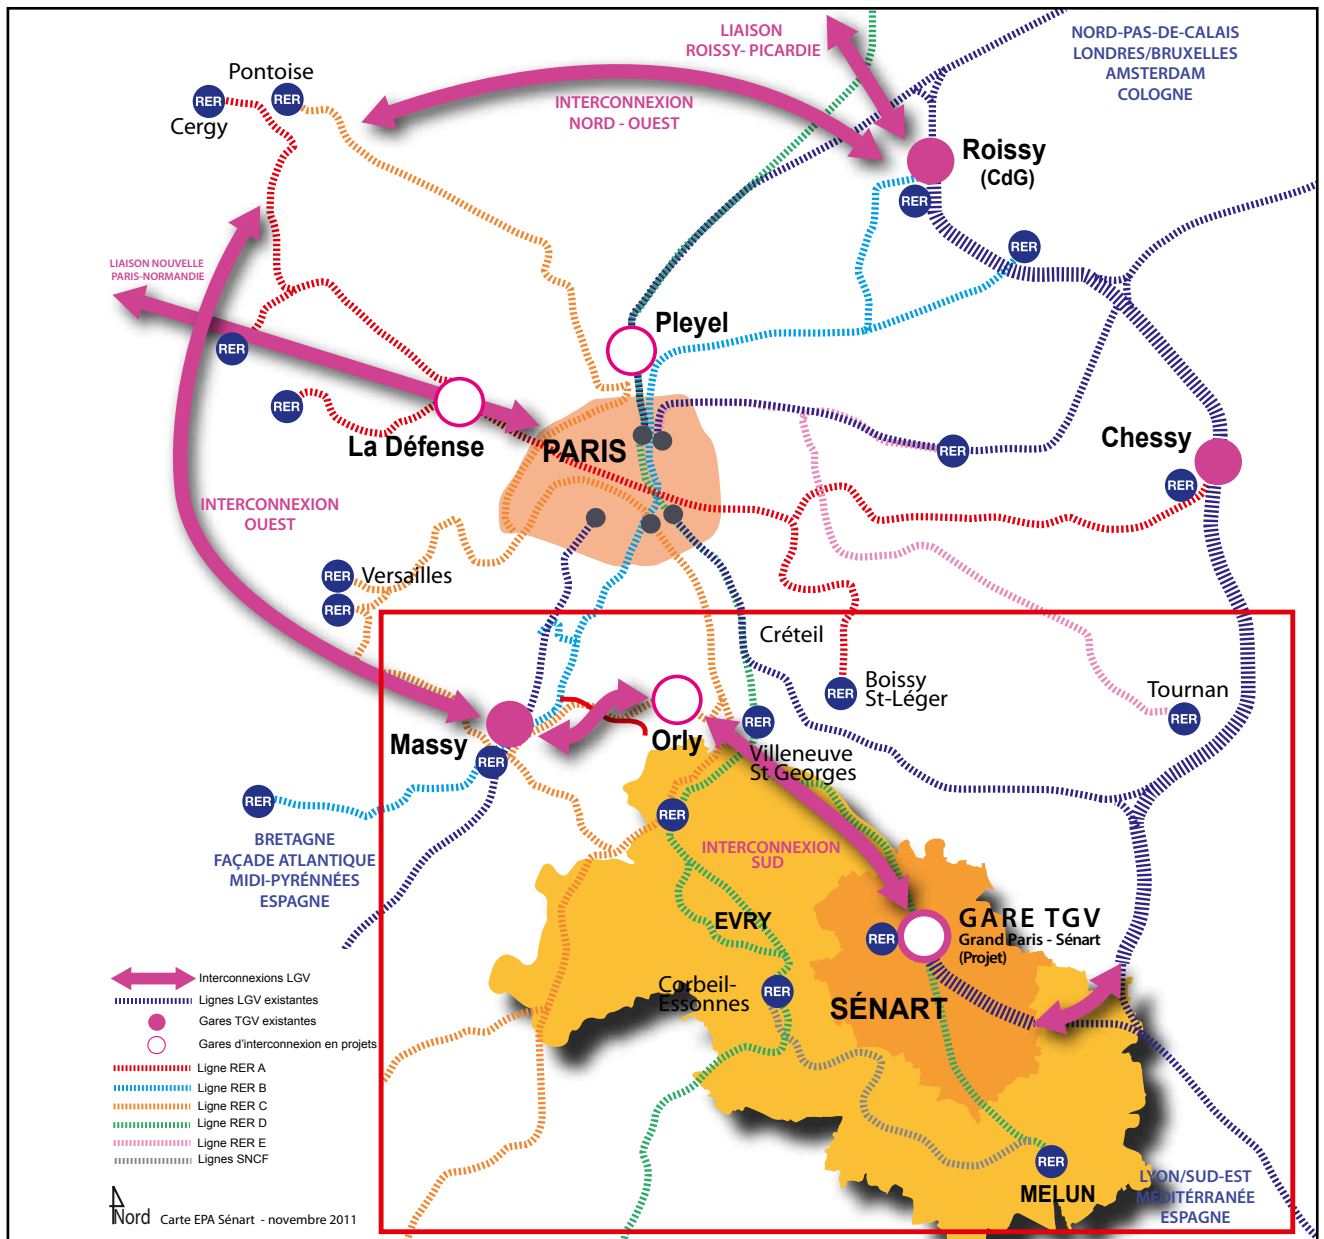 LIAISON
ROISSY- PICARDIE
NORD-PAS-DE-CALAIS
LONDRES/BRUXELLES
AMSTERDAM
COLOGNE
Pontoise
RER
RER
Cergy
INTERCONNEXION
NORD - OUEST
Roissy
(CdG)
RER
RER
LIAISON NOUVELLE
PARIS-NORMANDIE
Pleyel
RER
RER
La Défense
PARIS
RER
Chessy
RER
INTERCONNEXION
OUEST
RER
Versailles
RER
Créteil
RER
Boissy
St-Léger
Tournan
RER
Massy
RER
Orly
RER
Villeneuve
St Georges
RER
RER
BRETAGNE
FAÇADE ATLANTIQUE
MIDI-PYRÉNNÉES
ESPAGNE
INTERCONNEXION
SUD
EVRY
RER
GARE TGV
Grand Paris - Sénart
(Projet)
Corbeil-
Essonnes
RER
SÉNART
RER
MELUN
LYON/SUD-EST
MÉDITÉRRANÉE
ESPAGNE
Interconnexions LGV
Lignes LGV existantes
Gares TGV existantes
Gares d'interconnexion en projets
Ligne RER A
Ligne RER B
Ligne RER C
Ligne RER D
Ligne RER E
Lignes SNCF
Nord
Carte EPA Sénart - novembre 2011